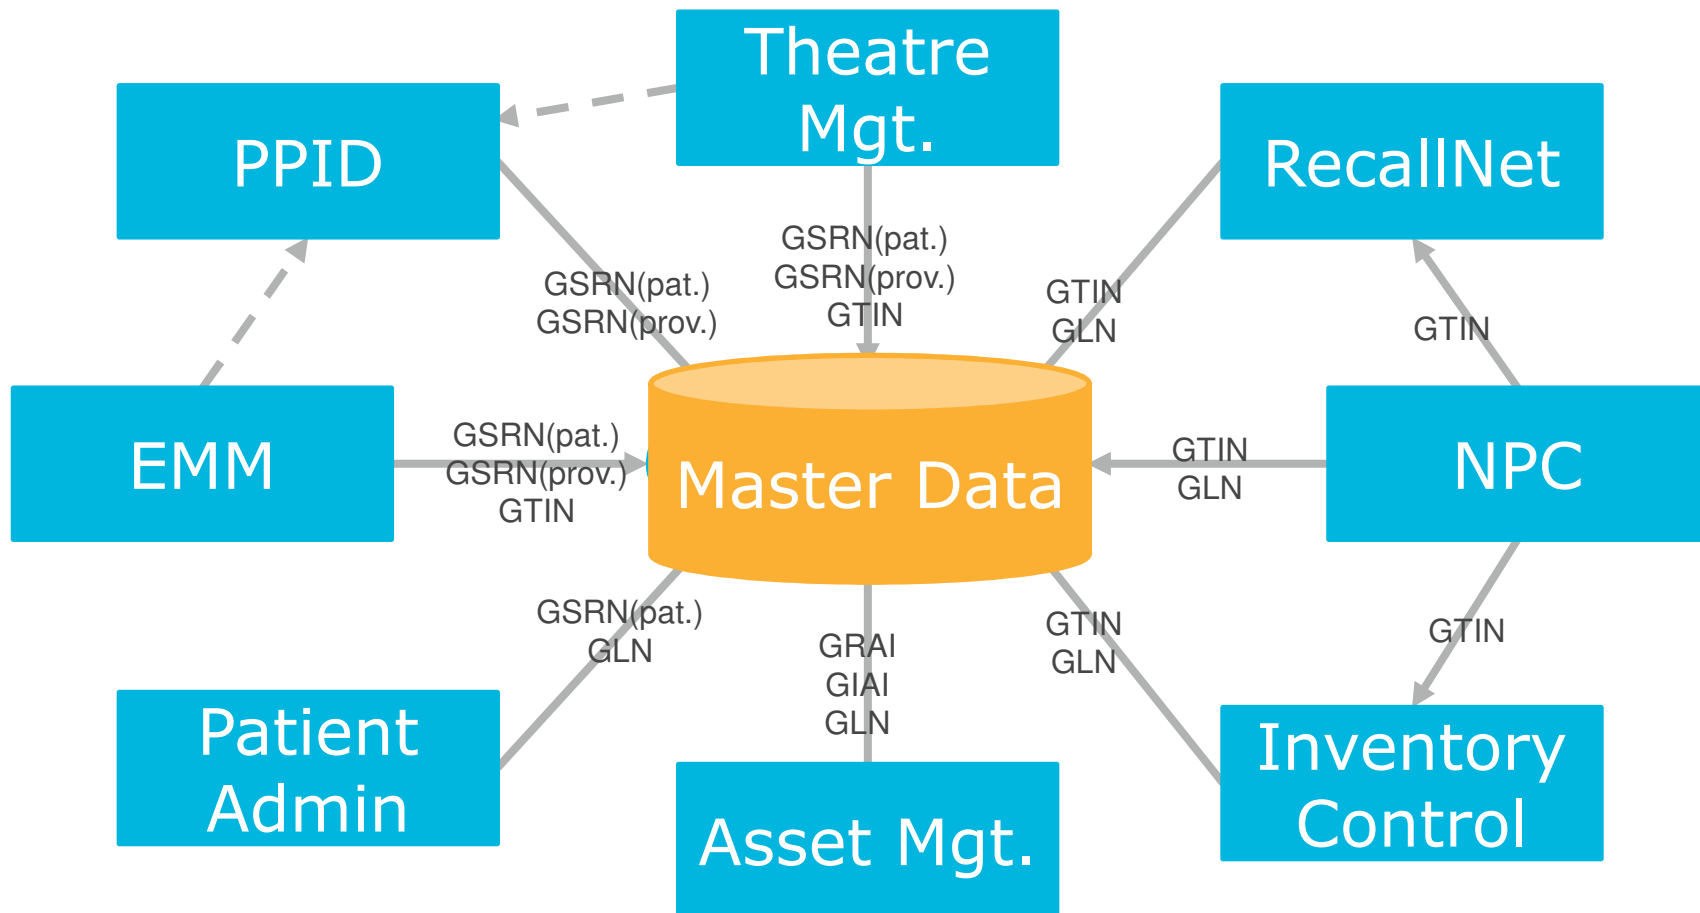 Theatre
Mgt.
PPID
RecallNet
GSRN(pat.)
GSRN(prov.)
GTIN
GSRN(pat.)
GSRN(prov.)
GTIN
GLN
GTIN
EMM
GSRN(pat.)
GSRN(prov.)
GTIN
Master Data
GTIN
GLN
NPC
GSRN(pat.)
GLN
GRAI
GIAI
GLN
GTIN
GLN
GTIN
Patient
Admin
Asset Mgt.
Inventory
Control